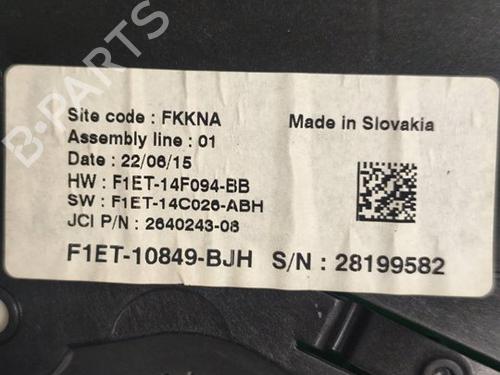 B-PARTS
Site code : FKKNA
Made in Slovakia
Assembly line : 01
Date : 22/06/15
HW : F1ET-14F094-BB
SW : F1ET-14C026-ABH
JCI P/N : 2640243-08
F1ET-10849-BJH S/N : 28199582